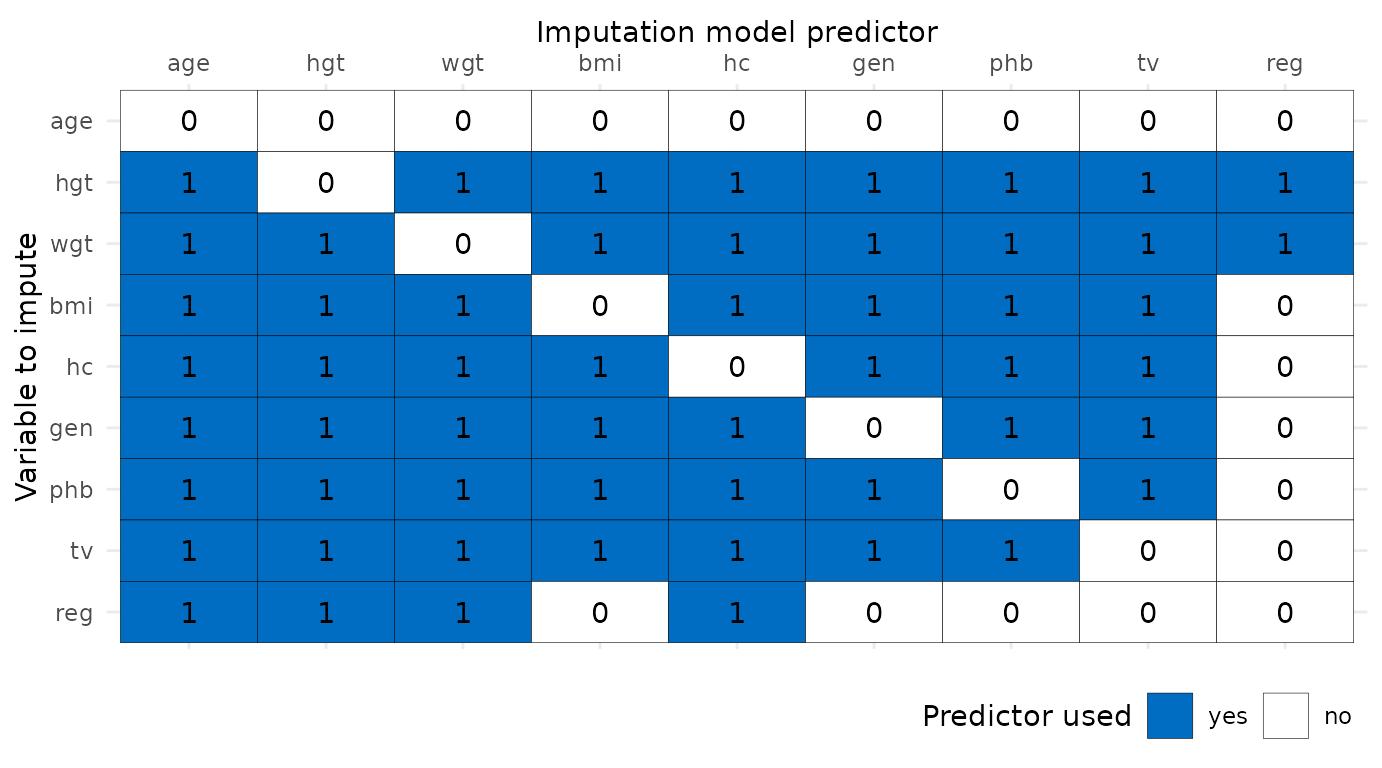 Imputation model predictor
age hgt wgt bmi hc gen phb tv reg
Variable to impute
age 0 0 0 0 0 0 0 0 0
hgt 1 0 1 1 1 1 1 1 1
wgt 1 1 0 1 1 1 1 1 1
bmi 1 1 1 0 1 1 1 1 0
hc 1 1 1 1 0 1 1 1 0
gen 1 1 1 1 1 0 1 1 0
phb 1 1 1 1 1 1 0 1 0
tv 1 1 1 1 1 1 1 0 0
reg 1 1 1 0 1 0 0 0 0
Predictor used yes no